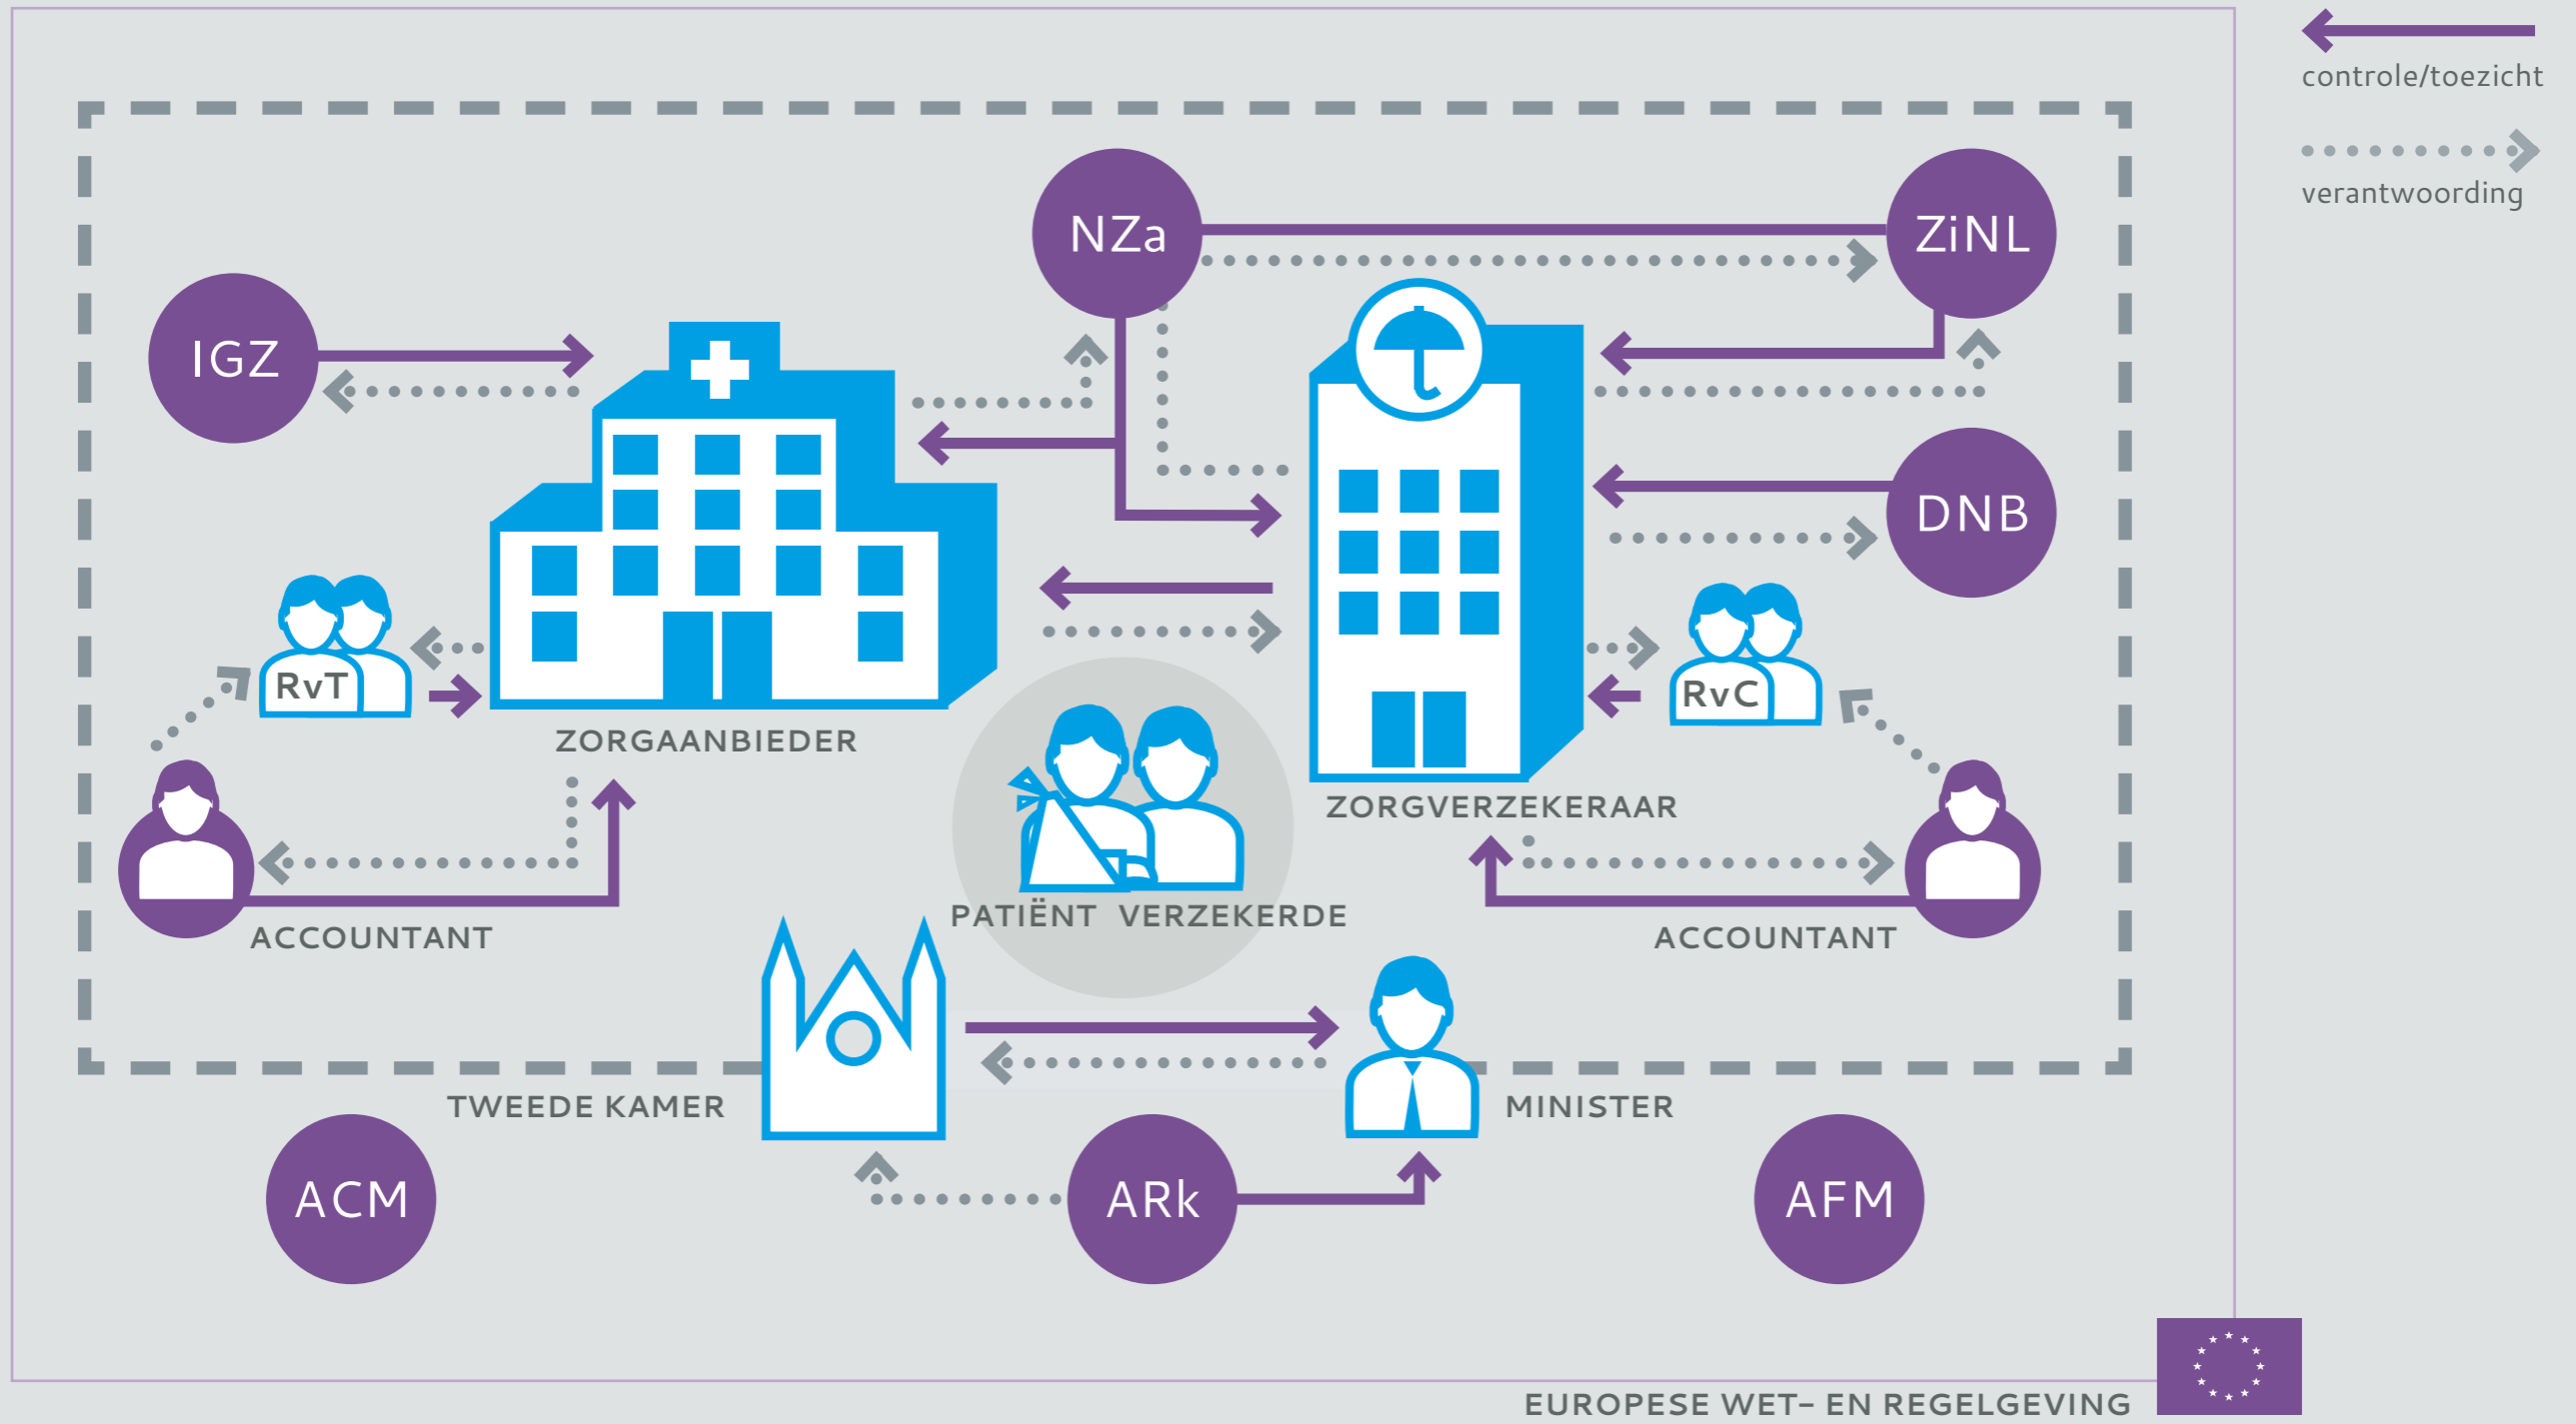 controle/toezicht
verantwoording
NZa
ZiNL
IGZ
DNB
RvT
RvC
ZORGAANBIEDER
ZORGVERZEKERAAR
PATIËNT VERZEKERDE
ACCOUNTANT
ACCOUNTANT
TWEEDE KAMER
MINISTER
ACM
ARk
AFM
EUROPESE WET- EN REGELGEVING